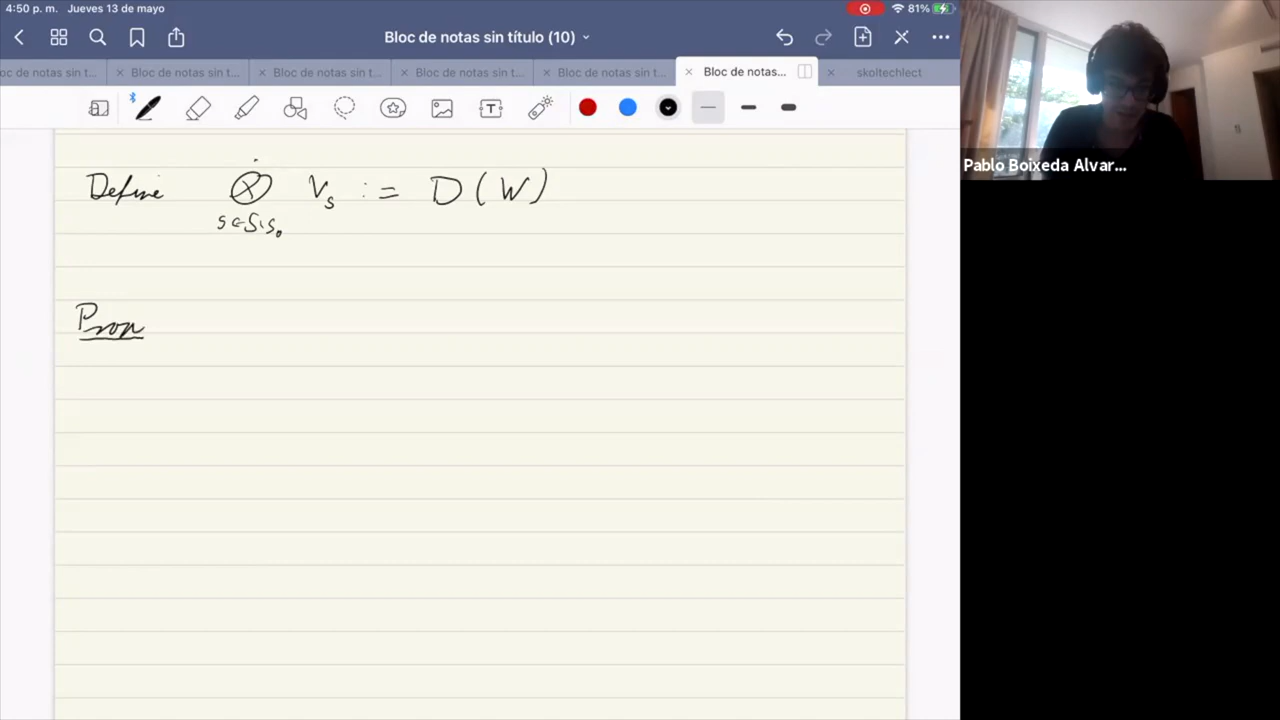 4:50 p. m. Jueves 13 de mayo
81%
Bloc de notas sin título (10)
oc de notas sin t...
Bloc de notas sin t...
Bloc de notas sin t...
Bloc de notas sin t...
Bloc de notas sin t...
Bloc de notas...
skoltechlect
Define ⊗̇ V_s := D(W)
s∈S∖s₀
Prop
Pablo Boixeda Alvar...